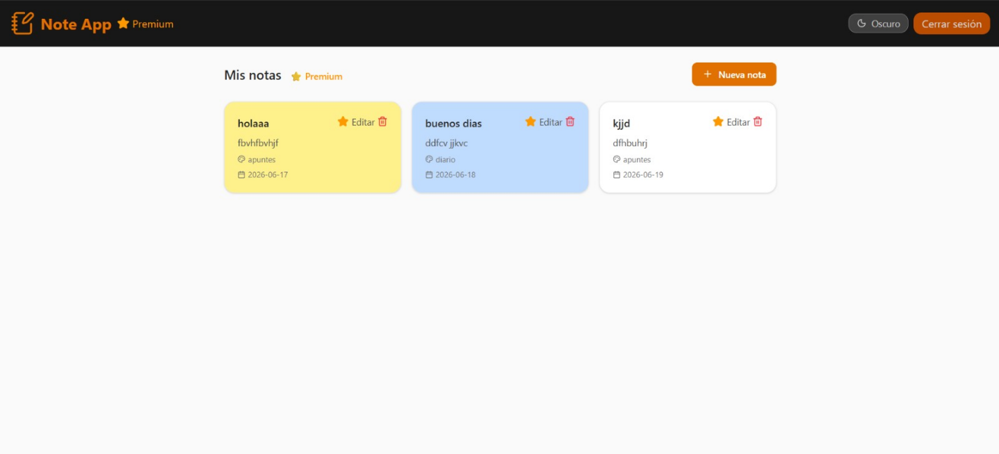 Note App Premium Oscuro Cerrar sesión
Mis notas Premium Nueva nota
holaaa Editar
fbvhfbvhjf
apuntes
2026-06-17
buenos dias Editar
ddfcv jjkvc
diario
2026-06-18
kjjd Editar
dfhbuhrj
apuntes
2026-06-19